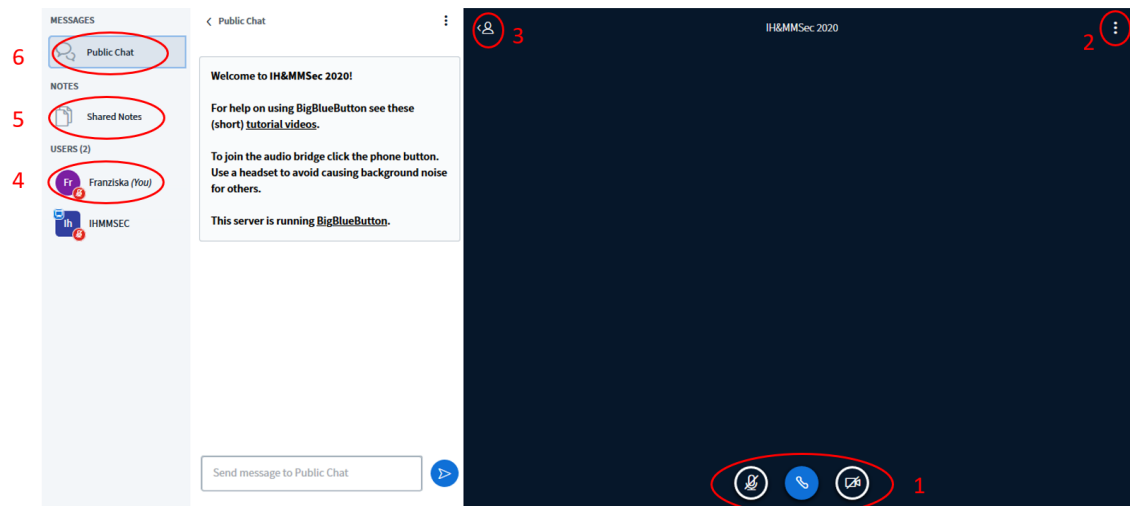 MESSAGES
6
Public Chat
NOTES
5
Shared Notes
USERS (2)
4
Fr
Franziska (You)
Ih
IHMMSEC
Public Chat
Welcome to IH&MMSec 2020!
For help on using BigBlueButton see these
(short) tutorial videos.
To join the audio bridge click the phone button.
Use a headset to avoid causing background noise
for others.
This server is running BigBlueButton.
Send message to Public Chat
3
IH&MMSec 2020
2
1